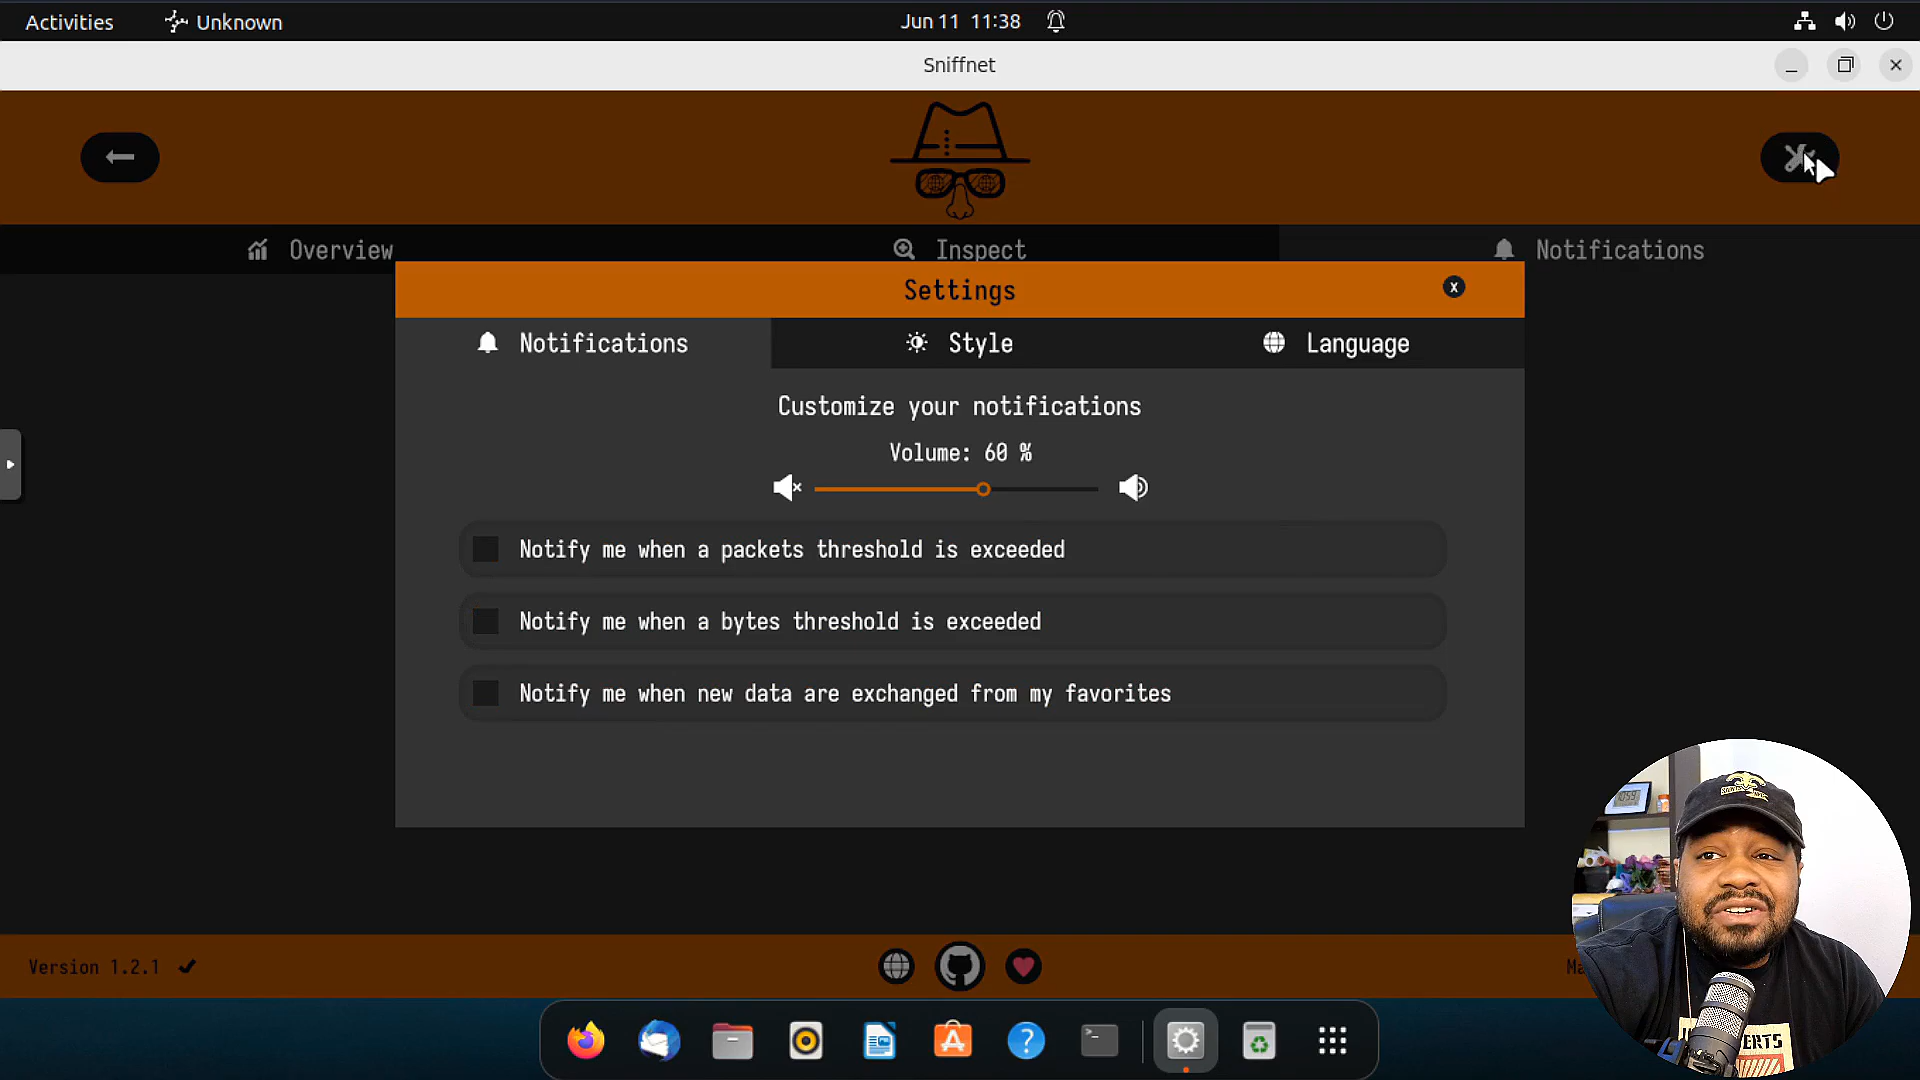 Activities
Unknown
Jun 11 11:38
Sniffnet
Overview
Inspect
Notifications
Settings
x
Notifications
Style
Language
Customize your notifications
Volume: 60 %
Notify me when a packets threshold is exceeded
Notify me when a bytes threshold is exceeded
Notify me when new data are exchanged from my favorites
Version 1.2.1